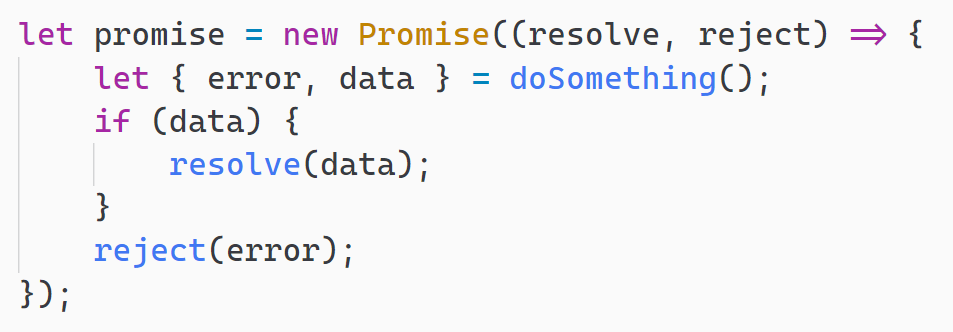 let promise = new Promise((resolve, reject) => {
    let { error, data } = doSomething();
    if (data) {
        resolve(data);
    }
    reject(error);
});